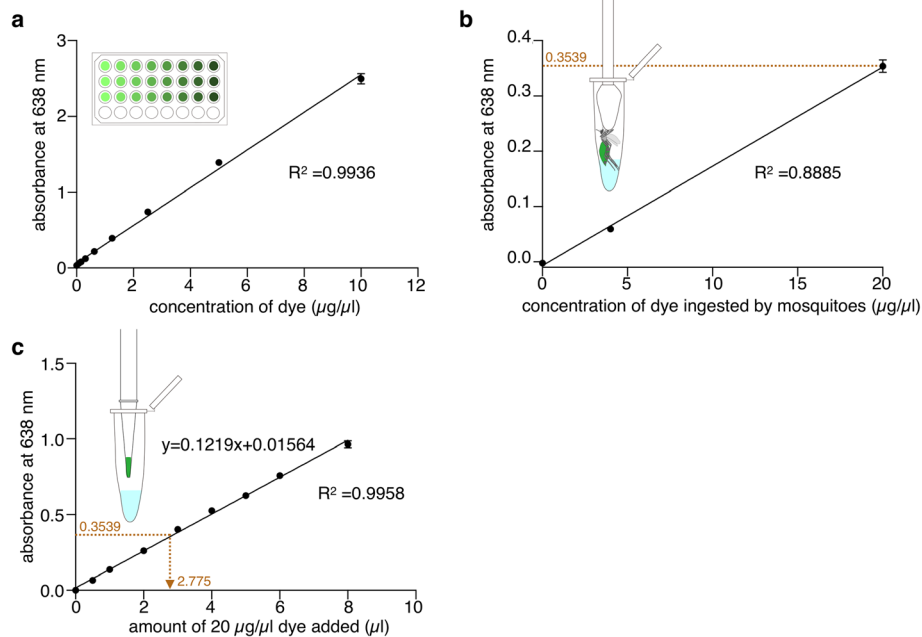 a
3
2
1
0
absorbance at 638 nm
R² =0.9936
0 2 4 6 8 10 12
concentration of dye (µg/µl)
b
0.4
0.3
0.2
0.1
0.0
absorbance at 638 nm
0.3539
R² =0.8885
0 5 10 15 20
concentration of dye ingested by mosquitoes (µg/µl)
c
1.5
1.0
0.5
0.0
absorbance at 638 nm
y=0.1219x+0.01564
R² =0.9958
0.3539
2.775
0 2 4 6 8 10
amount of 20 µg/µl dye added (µl)